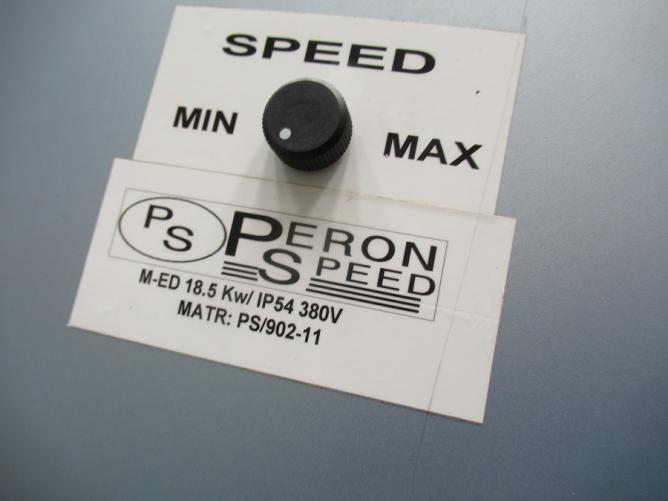 SPEED
MIN MAX
PS PERON
SPEED
M-ED 18.5 Kw/ IP54 380V
MATR: PS/902-11